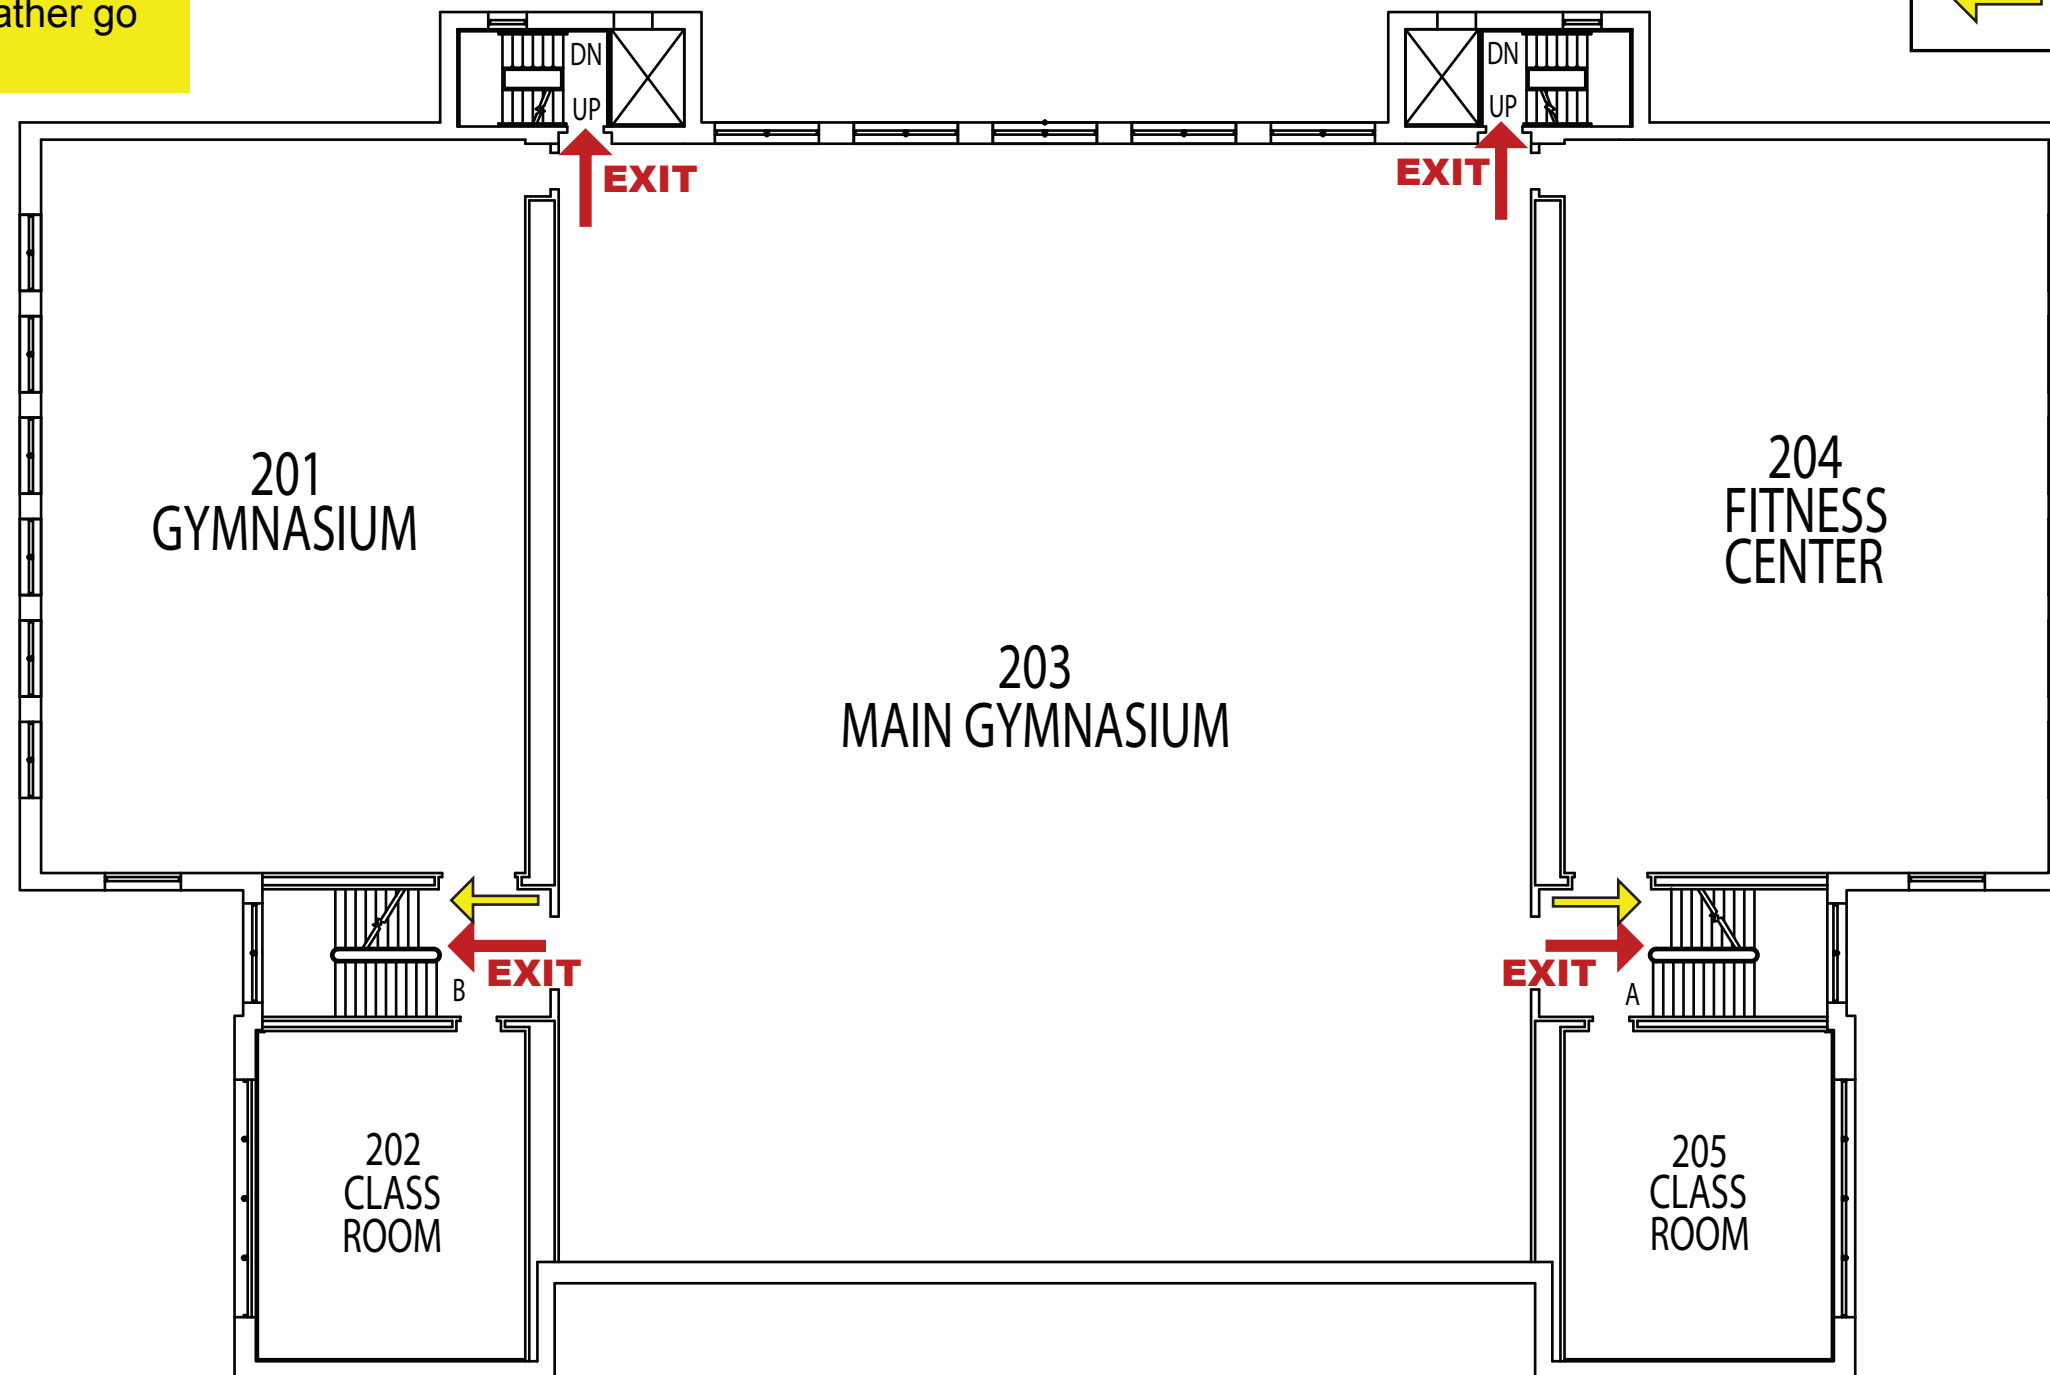 ather go
DN
UP
DN
UP
EXIT
EXIT
201
GYMNASIUM
204
FITNESS
CENTER
203
MAIN GYMNASIUM
EXIT
B
EXIT
A
202
CLASS
ROOM
205
CLASS
ROOM